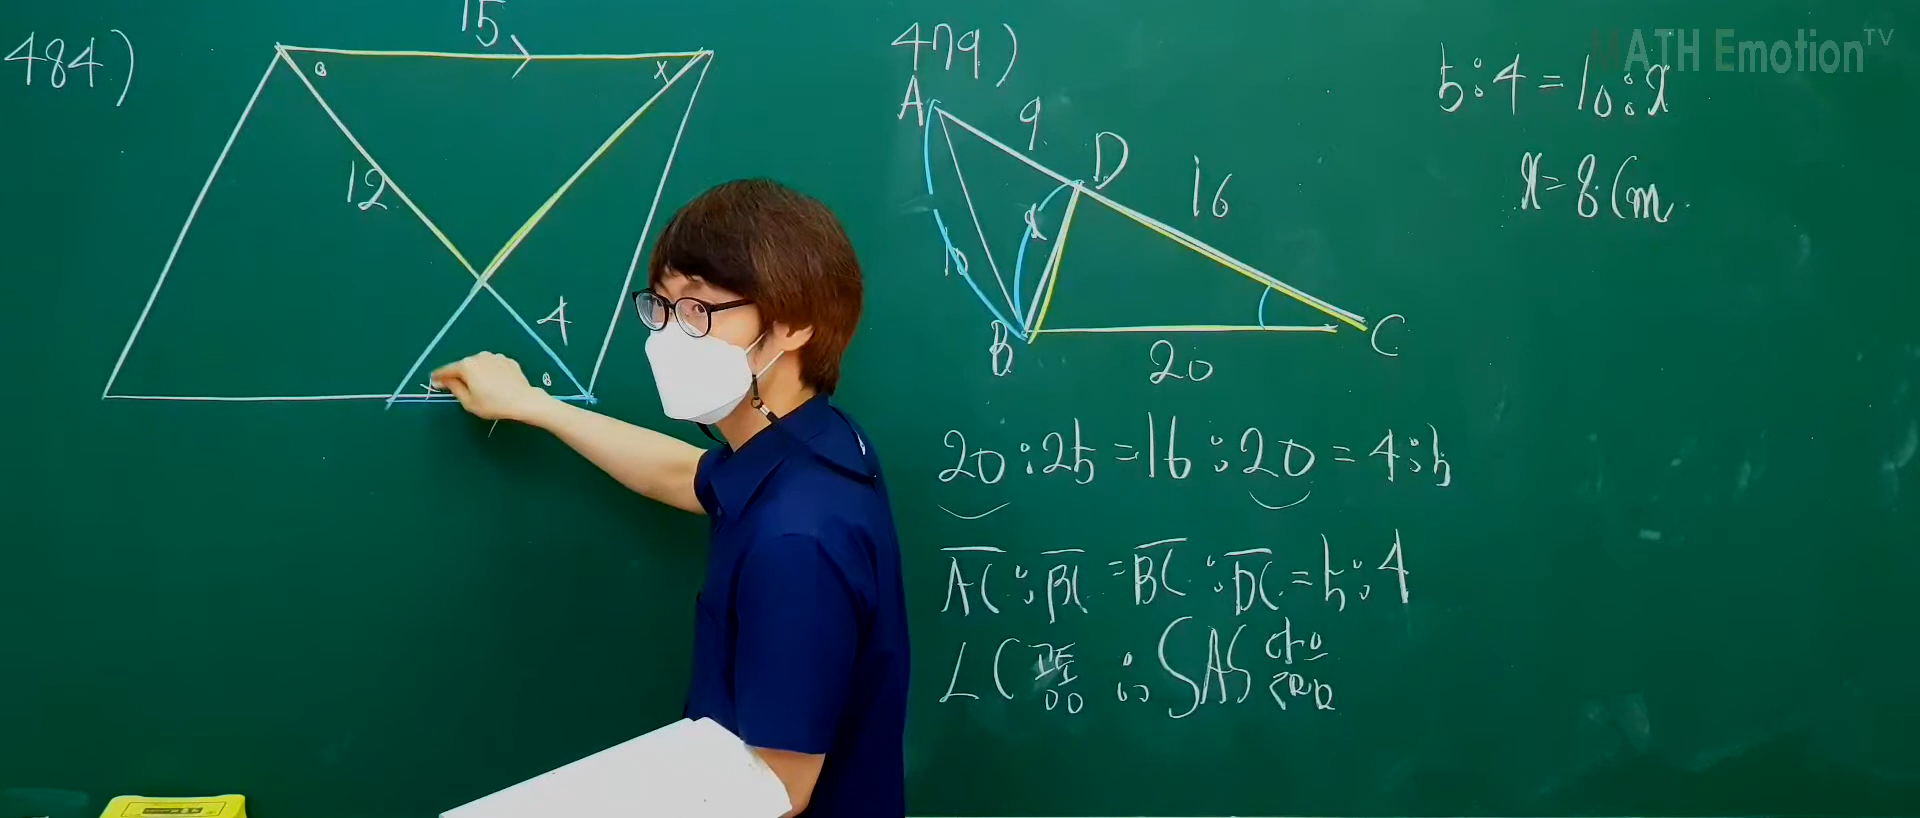 484)
15
x
12
4
x
479)
A
9
D
16
x
10
B
20
C
20:25=16:20=4:5
AC:BC=BC:DC=5:4
∠C 공통 ∴ SAS 닮음
MATH Emotion TV
5:4=10:x
x=8cm